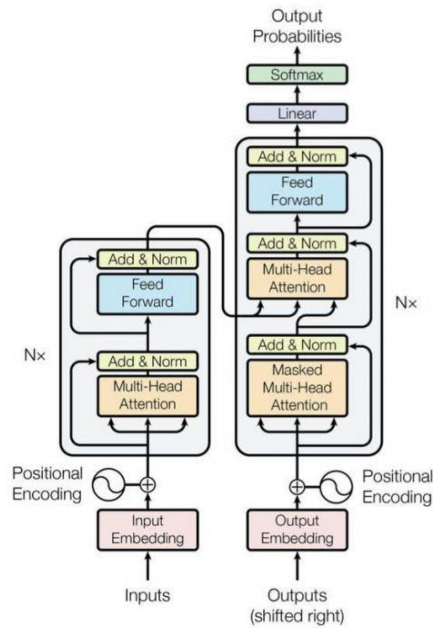 Output
Probabilities
Softmax
Linear
Add & Norm
Feed
Forward
Add & Norm
Multi-Head
Attention
Add & Norm
Masked
Multi-Head
Attention
N×
Positional
Encoding
Output
Embedding
Outputs
(shifted right)
Add & Norm
Feed
Forward
N×
Add & Norm
Multi-Head
Attention
Positional
Encoding
Input
Embedding
Inputs